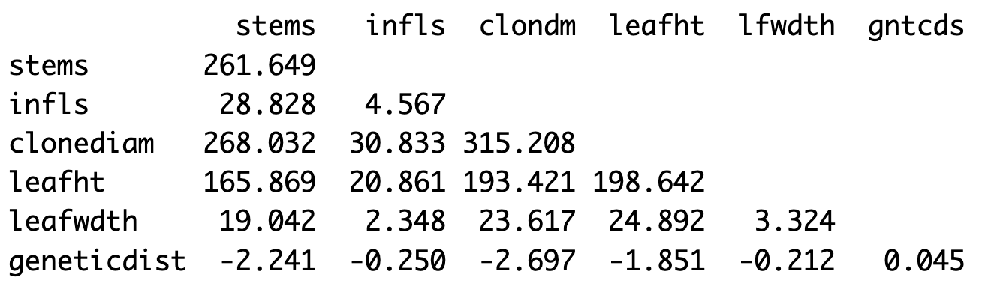 stems infls clondm leafht lfwdth gntcds
stems 261.649
infls 28.828 4.567
clonediam 268.032 30.833 315.208
leafht 165.869 20.861 193.421 198.642
leafwdth 19.042 2.348 23.617 24.892 3.324
geneticdist -2.241 -0.250 -2.697 -1.851 -0.212 0.045